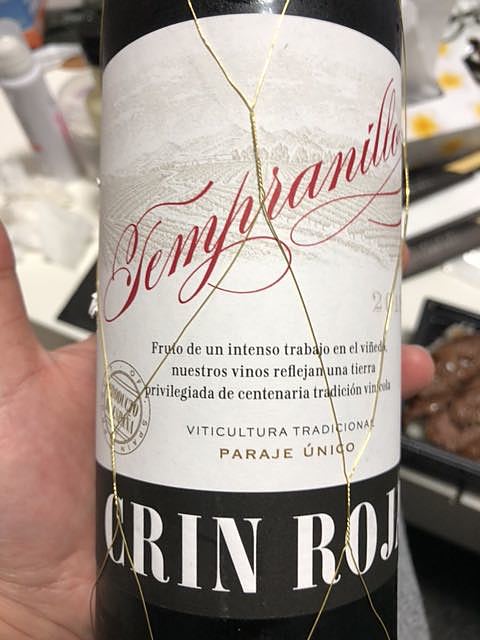 Tempranillo
Fruto de un intenso trabajo en el viñedo,
nuestros vinos reflejan una tierra
privilegiada de centenaria tradición vinícola
VITICULTURA TRADICIONAL
PARAJE ÚNICO
CRIN ROJ